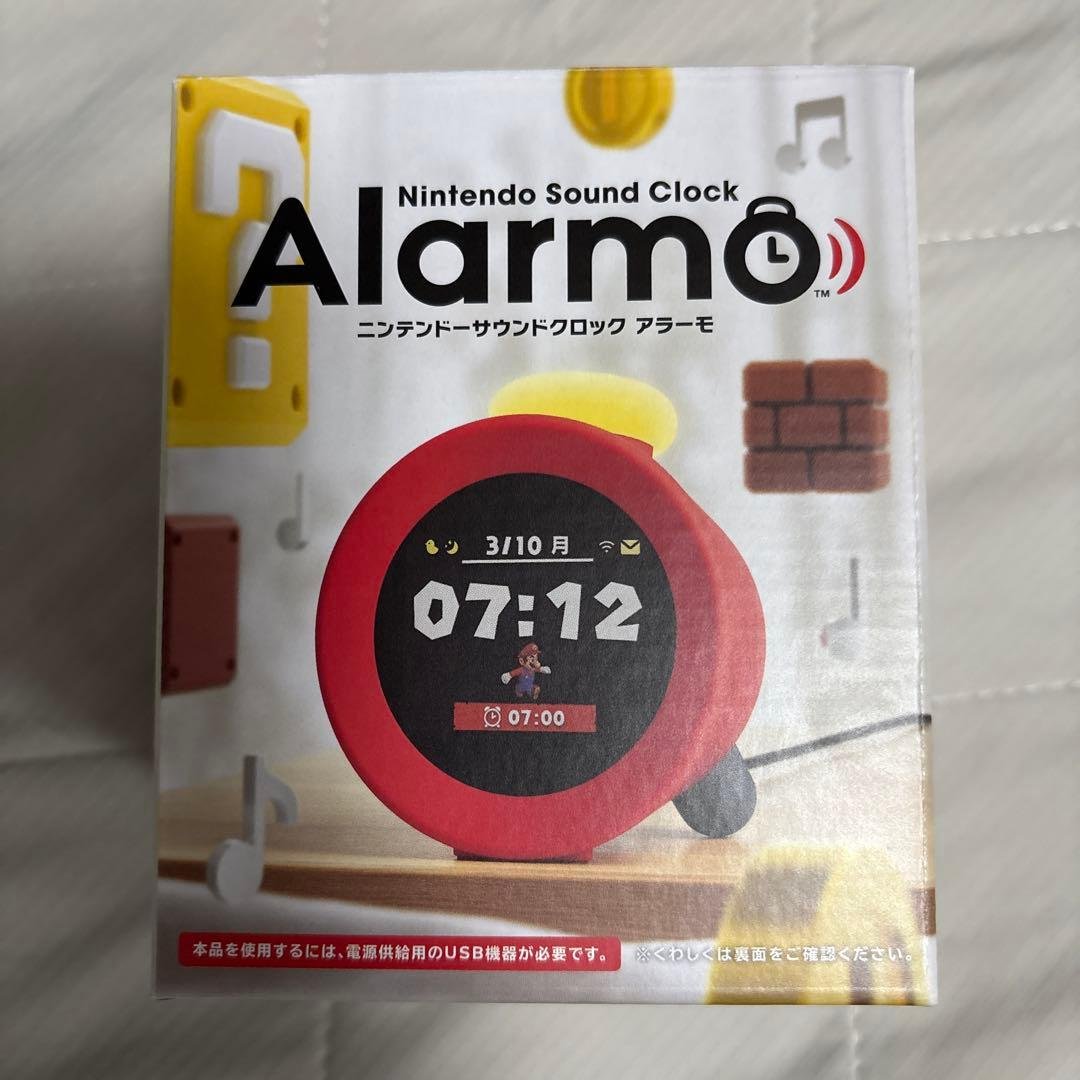 Nintendo Sound Clock
Alarmo
TM
ニンテンドーサウンドクロック アラーモ
3/10 月
07:12
07:00
本品を使用するには、電源供給用のUSB機器が必要です。 ※くわしくは裏面をご確認ください。